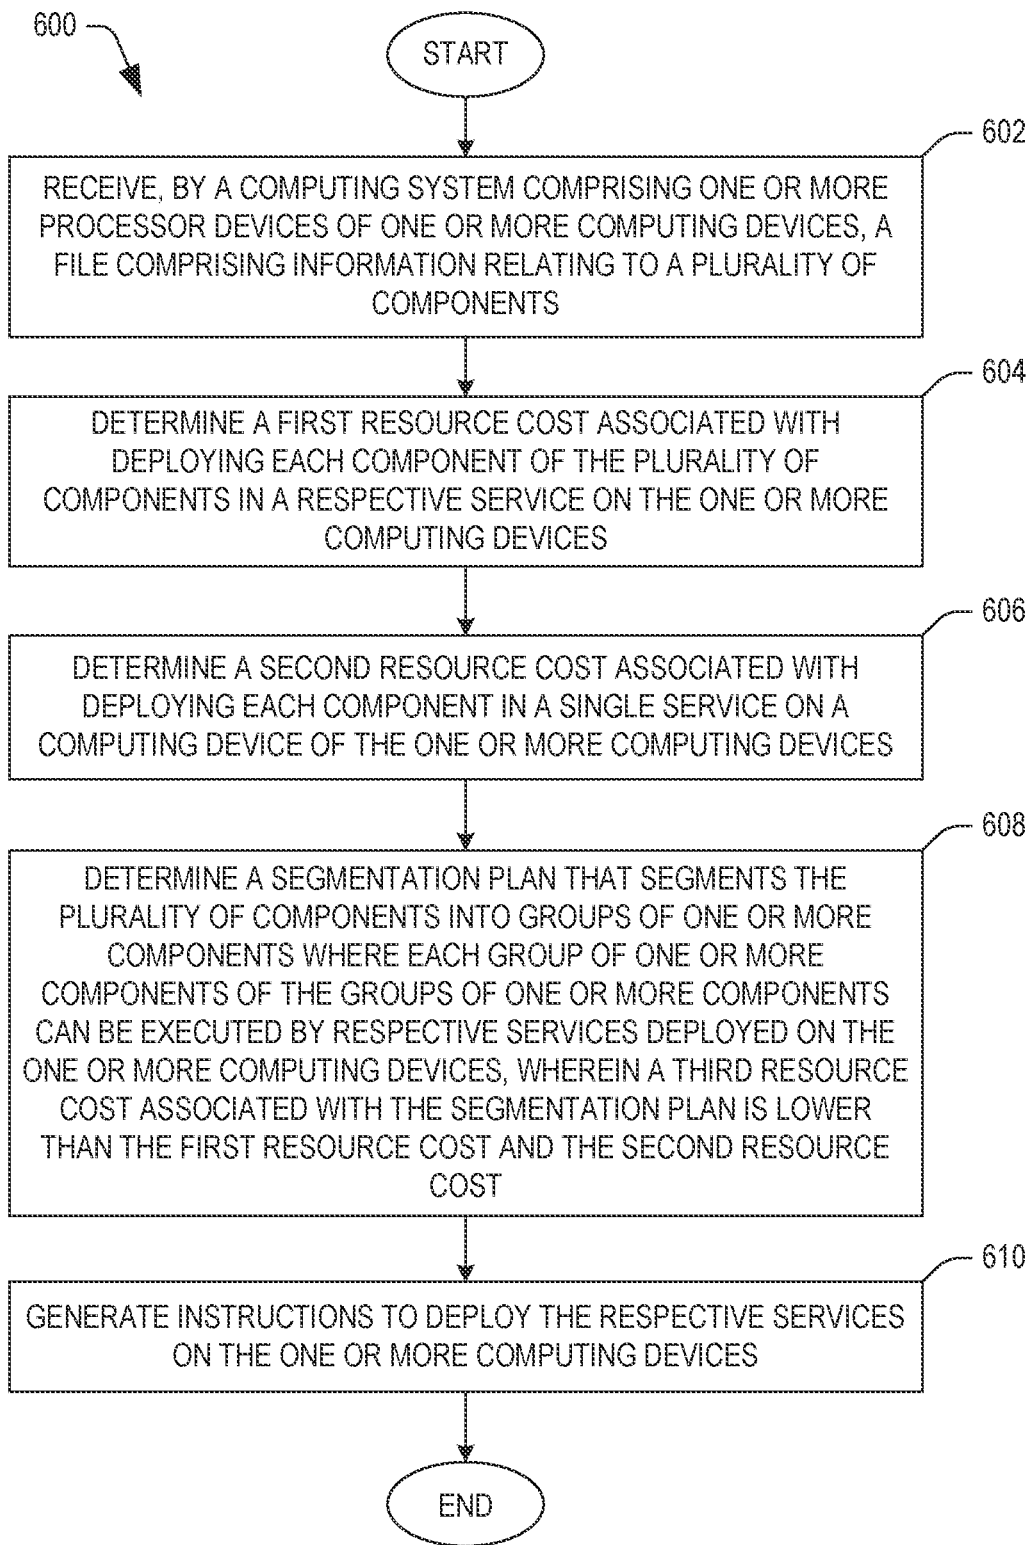 600
START
602
RECEIVE, BY A COMPUTING SYSTEM COMPRISING ONE OR MORE
PROCESSOR DEVICES OF ONE OR MORE COMPUTING DEVICES, A
FILE COMPRISING INFORMATION RELATING TO A PLURALITY OF
COMPONENTS
604
DETERMINE A FIRST RESOURCE COST ASSOCIATED WITH
DEPLOYING EACH COMPONENT OF THE PLURALITY OF
COMPONENTS IN A RESPECTIVE SERVICE ON THE ONE OR MORE
COMPUTING DEVICES
606
DETERMINE A SECOND RESOURCE COST ASSOCIATED WITH
DEPLOYING EACH COMPONENT IN A SINGLE SERVICE ON A
COMPUTING DEVICE OF THE ONE OR MORE COMPUTING DEVICES
608
DETERMINE A SEGMENTATION PLAN THAT SEGMENTS THE
PLURALITY OF COMPONENTS INTO GROUPS OF ONE OR MORE
COMPONENTS WHERE EACH GROUP OF ONE OR MORE
COMPONENTS OF THE GROUPS OF ONE OR MORE COMPONENTS
CAN BE EXECUTED BY RESPECTIVE SERVICES DEPLOYED ON THE
ONE OR MORE COMPUTING DEVICES, WHEREIN A THIRD RESOURCE
COST ASSOCIATED WITH THE SEGMENTATION PLAN IS LOWER
THAN THE FIRST RESOURCE COST AND THE SECOND RESOURCE
COST
610
GENERATE INSTRUCTIONS TO DEPLOY THE RESPECTIVE SERVICES
ON THE ONE OR MORE COMPUTING DEVICES
END